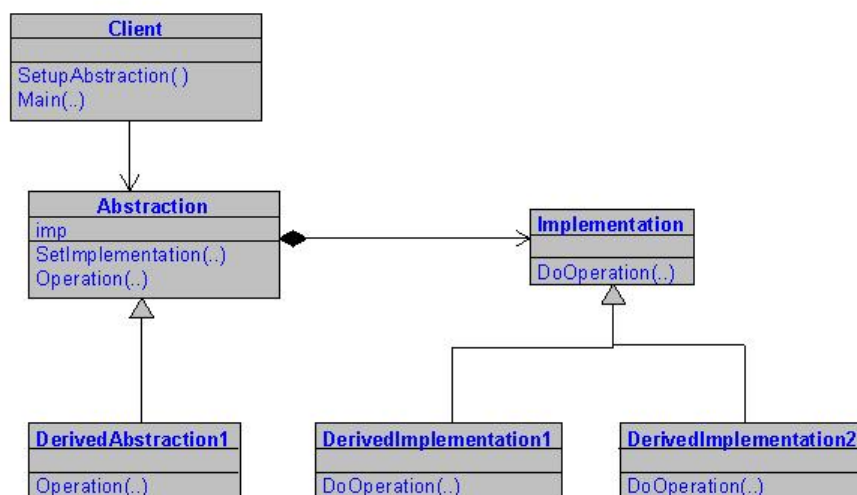 Client
SetupAbstraction( )
Main(..)
Abstraction
imp
SetImplementation(..)
Operation(..)
Implementation
DoOperation(..)
DerivedAbstraction1
Operation(..)
DerivedImplementation1
DoOperation(..)
DerivedImplementation2
DoOperation(..)